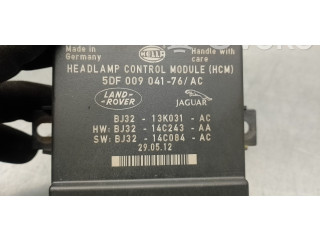 Made in
Germany
HELLA
Handle with
care
HEADLAMP CONTROL MODULE (HCM)
5DF 009 041-76/AC
LAND-
ROVER
JAGUAR
BJ32 - 13K031 - AC
HW: BJ32 - 14C243 - AA
SW: BJ32 - 14C084 - AC
29.05.12